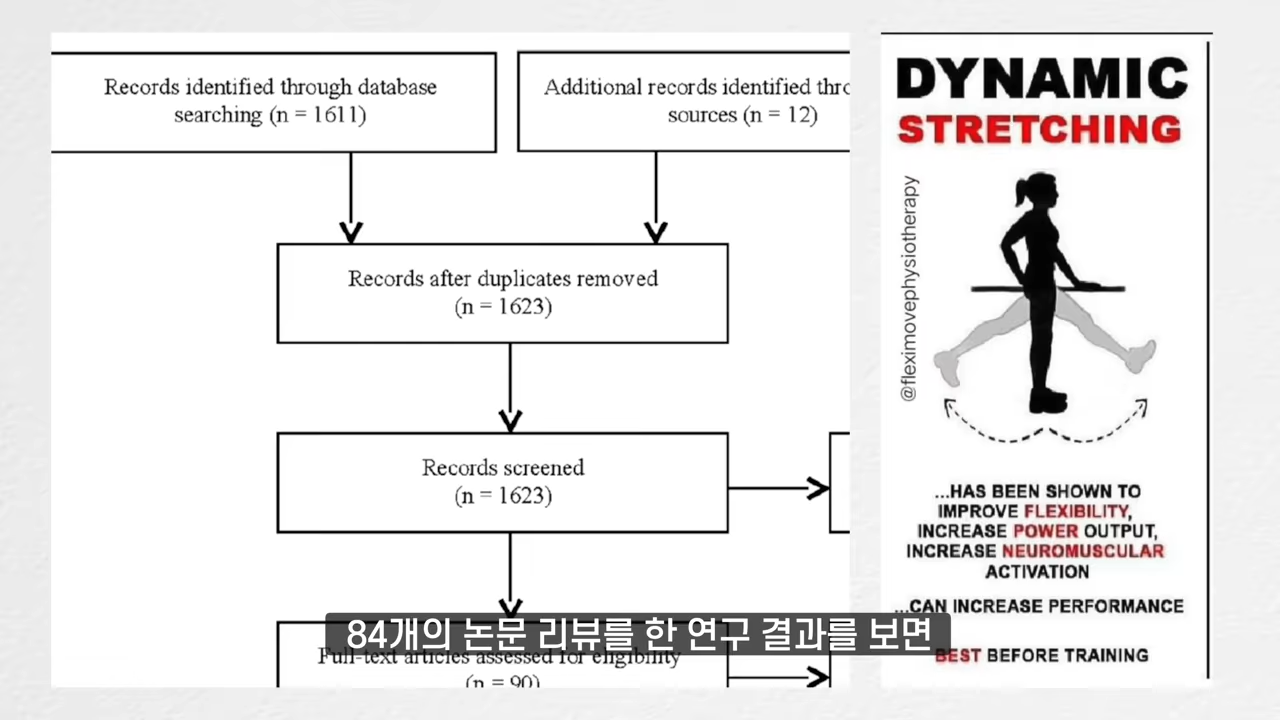 Records identified through database
searching (n = 1611)
Additional records identified thro
sources (n = 12)
Records after duplicates removed
(n = 1623)
Records screened
(n = 1623)
Full-text articles assessed for eligibility
(n = 90)
DYNAMIC
STRETCHING
@fleximovephysiotherapy
...HAS BEEN SHOWN TO
IMPROVE FLEXIBILITY,
INCREASE POWER OUTPUT,
INCREASE NEUROMUSCULAR
ACTIVATION
...CAN INCREASE PERFORMANCE
BEST BEFORE TRAINING
84개의 논문 리뷰를 한 연구 결과를 보면